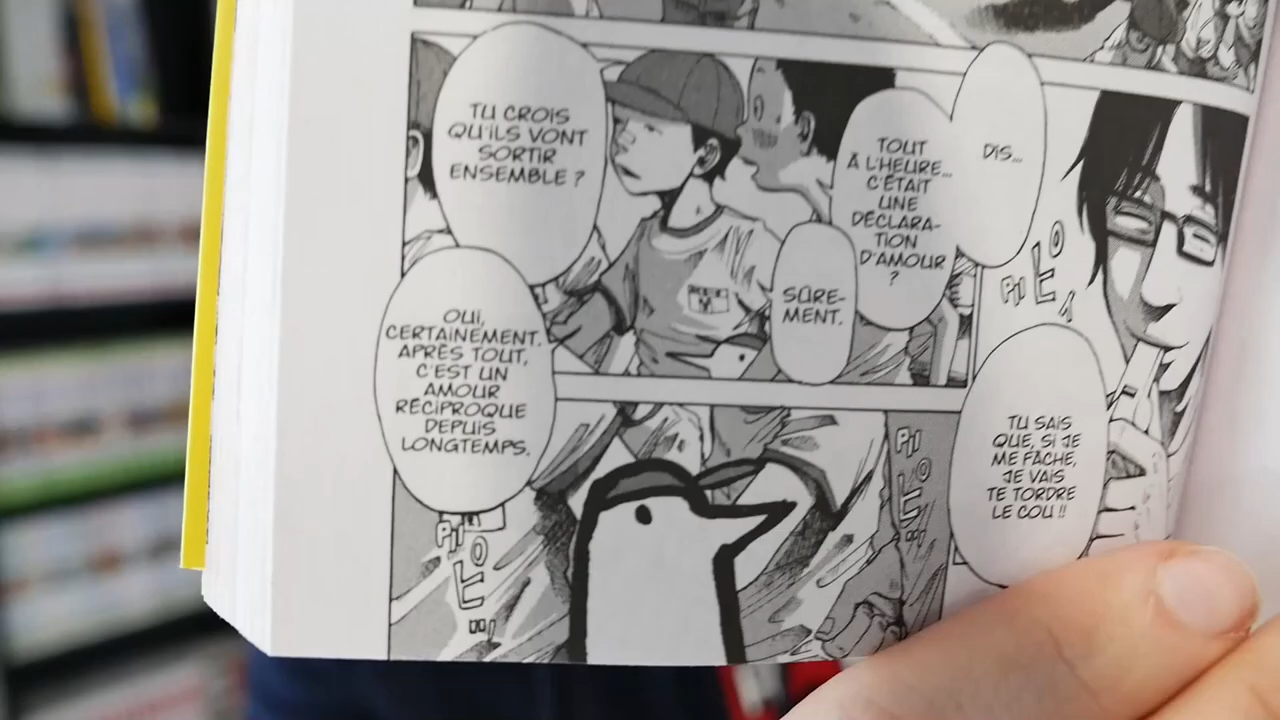 DIS...
TOUT
À L'HEURE...
C'ÉTAIT
UNE
DÉCLARA-
TION
D'AMOUR
?
SÛRE-
MENT.
TU CROIS
QU'ILS VONT
SORTIR
ENSEMBLE ?
OUI,
CERTAINEMENT.
APRÈS TOUT,
C'EST UN
AMOUR
RÉCIPROQUE
DEPUIS
LONGTEMPS.
TU SAIS
QUE, SI JE
ME FÂCHE,
JE VAIS
TE TORDRE
LE COU !!